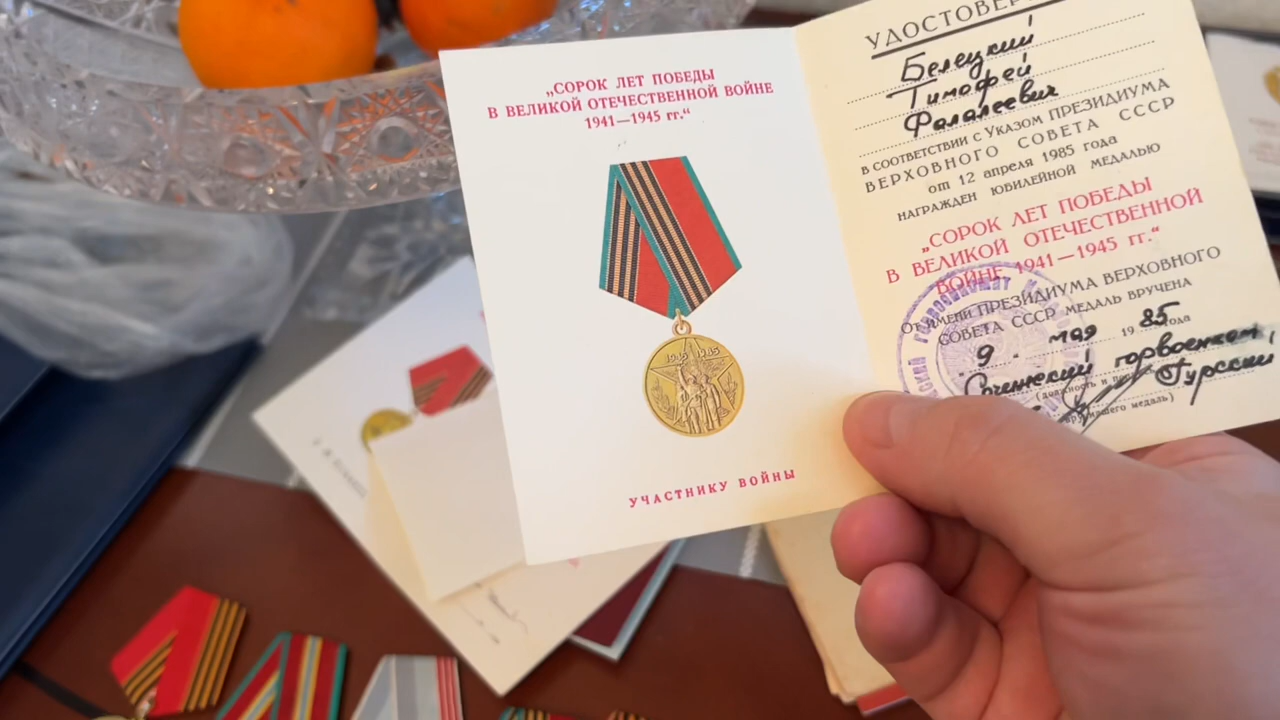 „СОРОК ЛЕТ ПОБЕДЫ
В ВЕЛИКОЙ ОТЕЧЕСТВЕННОЙ ВОЙНЕ
1941—1945 гг.“
1945 1985
УЧАСТНИКУ ВОЙНЫ
Белецкий
Тимофей
Фалалеевич
в соответствии с Указом ПРЕЗИДИУМА
ВЕРХОВНОГО СОВЕТА СССР
от 12 апреля 1985 года
НАГРАЖДЕН ЮБИЛЕЙНОЙ МЕДАЛЬЮ
„СОРОК ЛЕТ ПОБЕДЫ
В ВЕЛИКОЙ ОТЕЧЕСТВЕННОЙ
ВОЙНЕ 1941—1945 гг.“
От имени ПРЕЗИДИУМА ВЕРХОВНОГО
СОВЕТА СССР МЕДАЛЬ ВРУЧЕНА
„9“ мая 1985 года
Сочинский горвоенком,